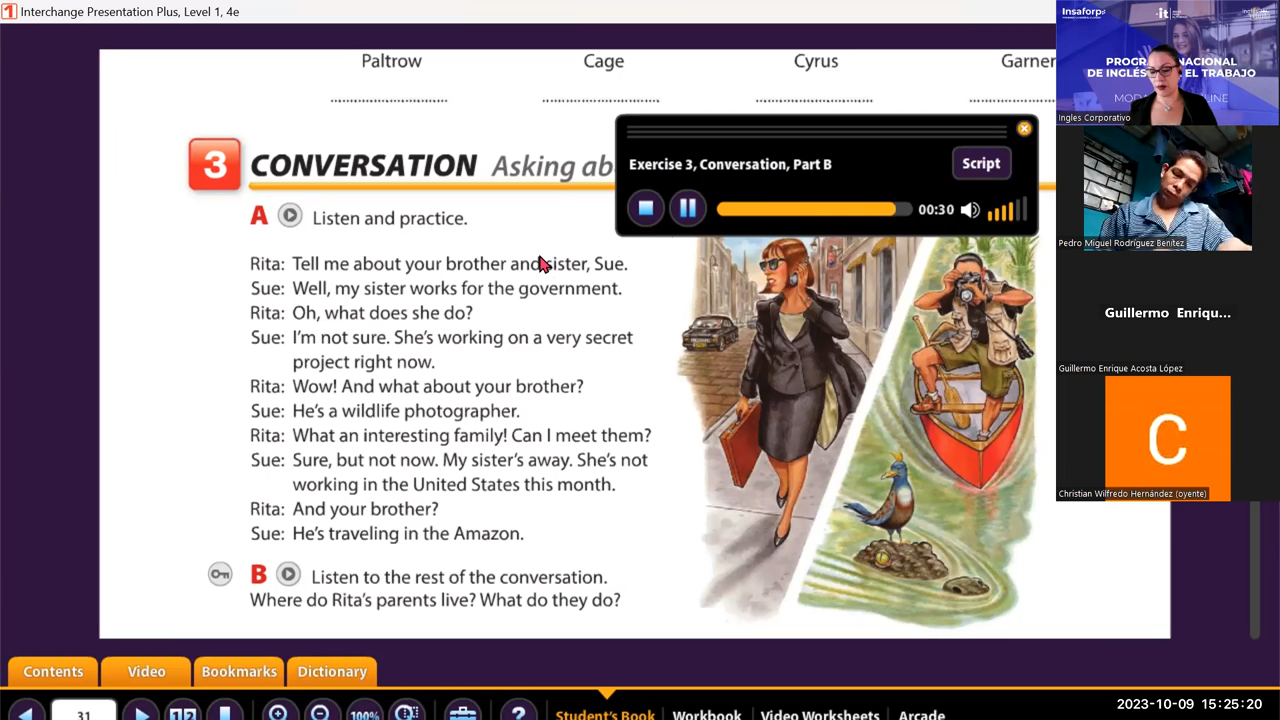 Interchange Presentation Plus, Level 1, 4e
Paltrow
Cage
Cyrus
Garner
3 CONVERSATION Asking ab
Exercise 3, Conversation, Part B
Script
00:30
A Listen and practice.
Rita: Tell me about your brother and sister, Sue.
Sue: Well, my sister works for the government.
Rita: Oh, what does she do?
Sue: I'm not sure. She's working on a very secret
project right now.
Rita: Wow! And what about your brother?
Sue: He's a wildlife photographer.
Rita: What an interesting family! Can I meet them?
Sue: Sure, but not now. My sister's away. She's not
working in the United States this month.
Rita: And your brother?
Sue: He's traveling in the Amazon.
B Listen to the rest of the conversation.
Where do Rita's parents live? What do they do?
Contents
Video
Bookmarks
Dictionary
31
12
100%
?
Student's Book
Workbook
Video Worksheets
Arcade
Insaforp
it
Ingles Corporativo
Pedro Miguel Rodríguez Benítez
Guillermo Enriqu...
Guillermo Enrique Acosta López
C
Christian Wilfredo Hernández (oyente)
2023-10-09 15:25:20